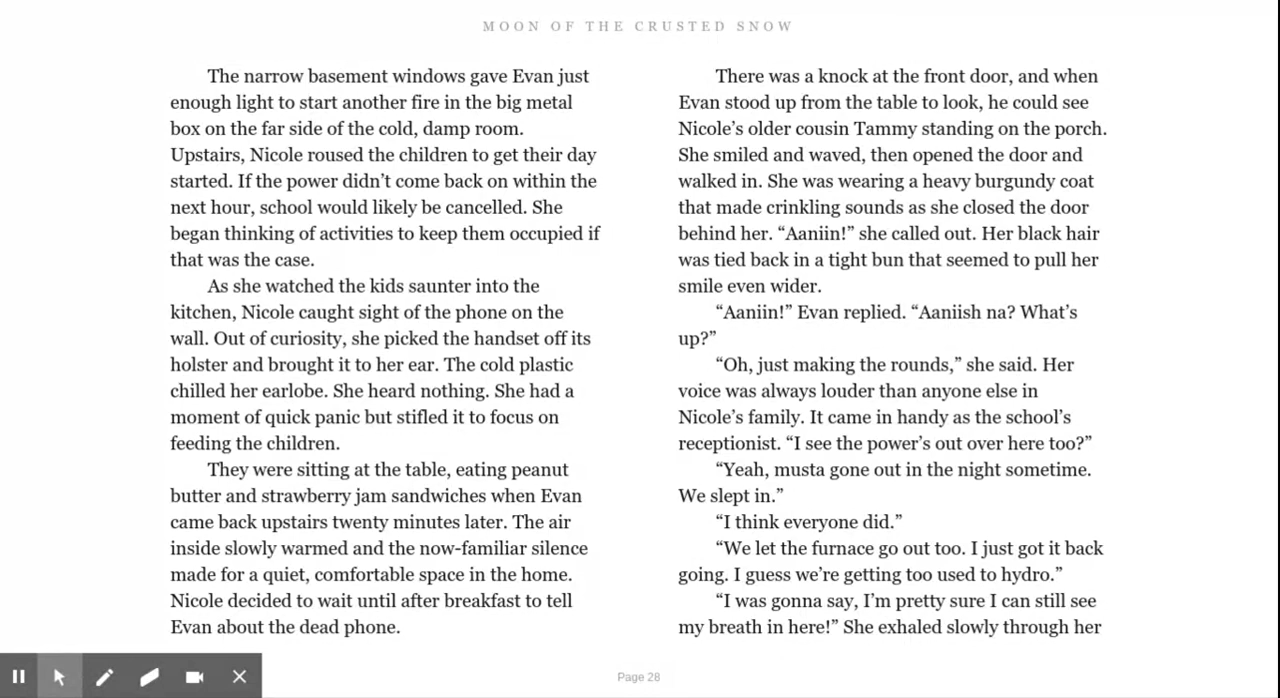 MOON OF THE CRUSTED SNOW
The narrow basement windows gave Evan just
enough light to start another fire in the big metal
box on the far side of the cold, damp room.
Upstairs, Nicole roused the children to get their day
started. If the power didn’t come back on within the
next hour, school would likely be cancelled. She
began thinking of activities to keep them occupied if
that was the case.
As she watched the kids saunter into the
kitchen, Nicole caught sight of the phone on the
wall. Out of curiosity, she picked the handset off its
holster and brought it to her ear. The cold plastic
chilled her earlobe. She heard nothing. She had a
moment of quick panic but stifled it to focus on
feeding the children.
They were sitting at the table, eating peanut
butter and strawberry jam sandwiches when Evan
came back upstairs twenty minutes later. The air
inside slowly warmed and the now-familiar silence
made for a quiet, comfortable space in the home.
Nicole decided to wait until after breakfast to tell
Evan about the dead phone.
There was a knock at the front door, and when
Evan stood up from the table to look, he could see
Nicole’s older cousin Tammy standing on the porch.
She smiled and waved, then opened the door and
walked in. She was wearing a heavy burgundy coat
that made crinkling sounds as she closed the door
behind her. “Aaniin!” she called out. Her black hair
was tied back in a tight bun that seemed to pull her
smile even wider.
“Aaniin!” Evan replied. “Aaniish na? What’s
up?”
“Oh, just making the rounds,” she said. Her
voice was always louder than anyone else in
Nicole’s family. It came in handy as the school’s
receptionist. “I see the power’s out over here too?”
“Yeah, musta gone out in the night sometime.
We slept in.”
“I think everyone did.”
“We let the furnace go out too. I just got it back
going. I guess we’re getting too used to hydro.”
“I was gonna say, I’m pretty sure I can still see
my breath in here!” She exhaled slowly through her
Page 28